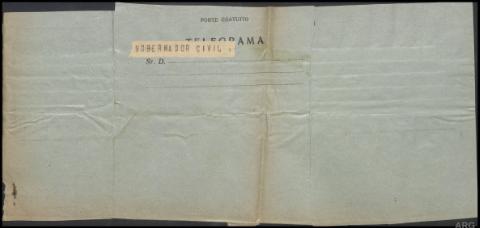 PORTE GRATUITO
TELEGRAMA
GOBERNADOR CIVIL.
Sr. D.
ARG